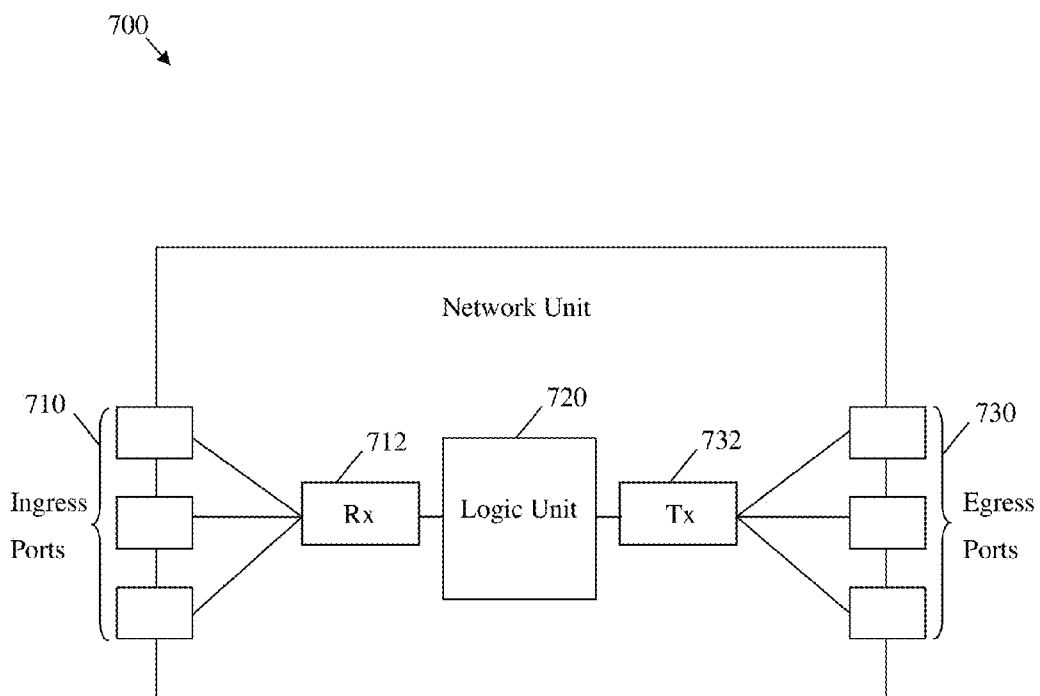 700
Network Unit
710
720
730
712
732
Ingress
Ports
Rx
Logic Unit
Tx
Egress
Ports